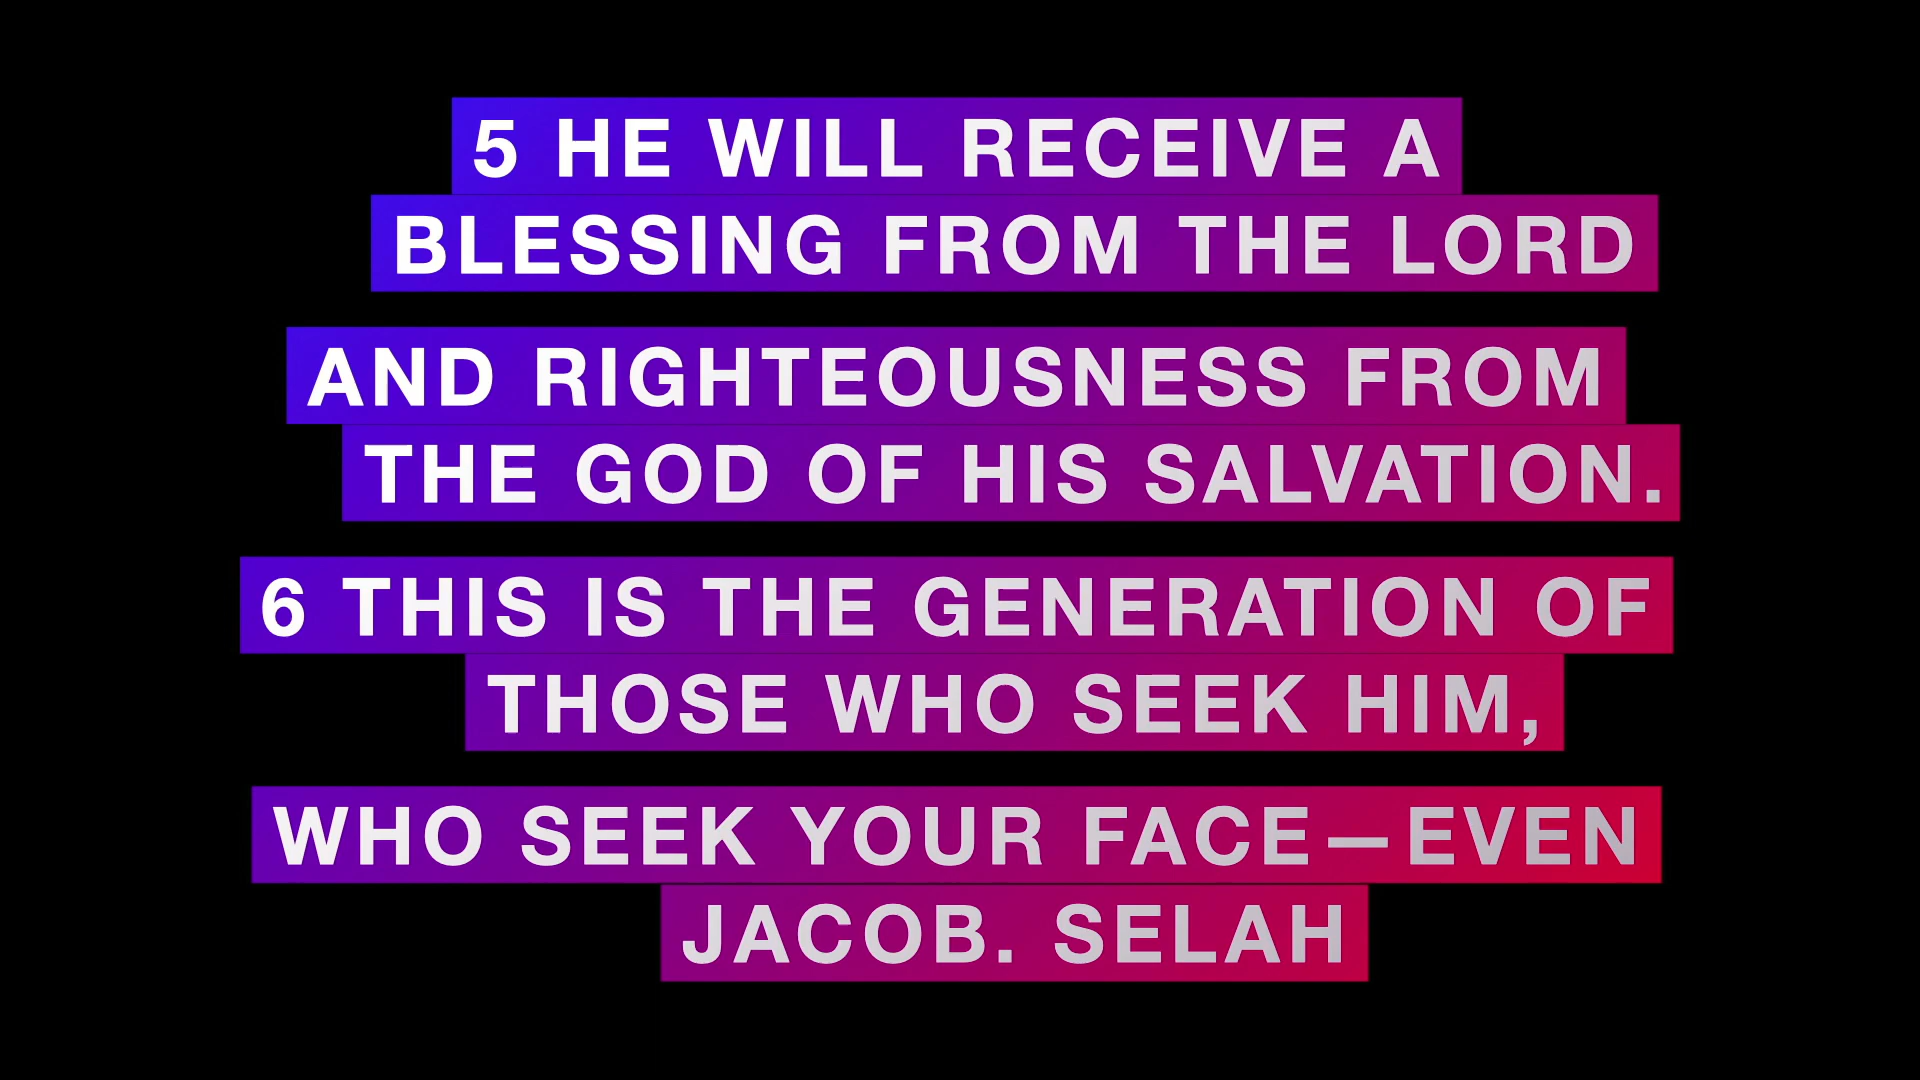 5 HE WILL RECEIVE A
BLESSING FROM THE LORD
AND RIGHTEOUSNESS FROM
THE GOD OF HIS SALVATION.
6 THIS IS THE GENERATION OF
THOSE WHO SEEK HIM,
WHO SEEK YOUR FACE—EVEN
JACOB. SELAH